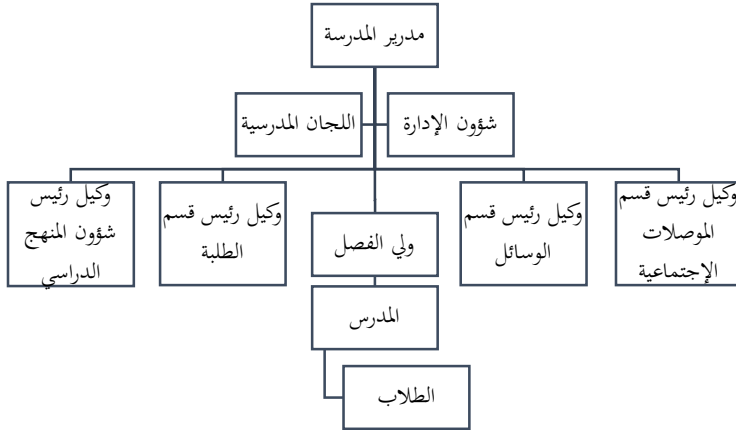 مدرير المدرسة
شؤون الإدارة
اللجان المدرسية
وكيل رئيس قسم
الموصلات
الإجتماعية
وكيل رئيس قسم
الوسائل
ولي الفصل
وكيل رئيس قسم
الطلبة
وكيل رئيس
شؤون المنهج
الدراسي
المدرس
الطلاب